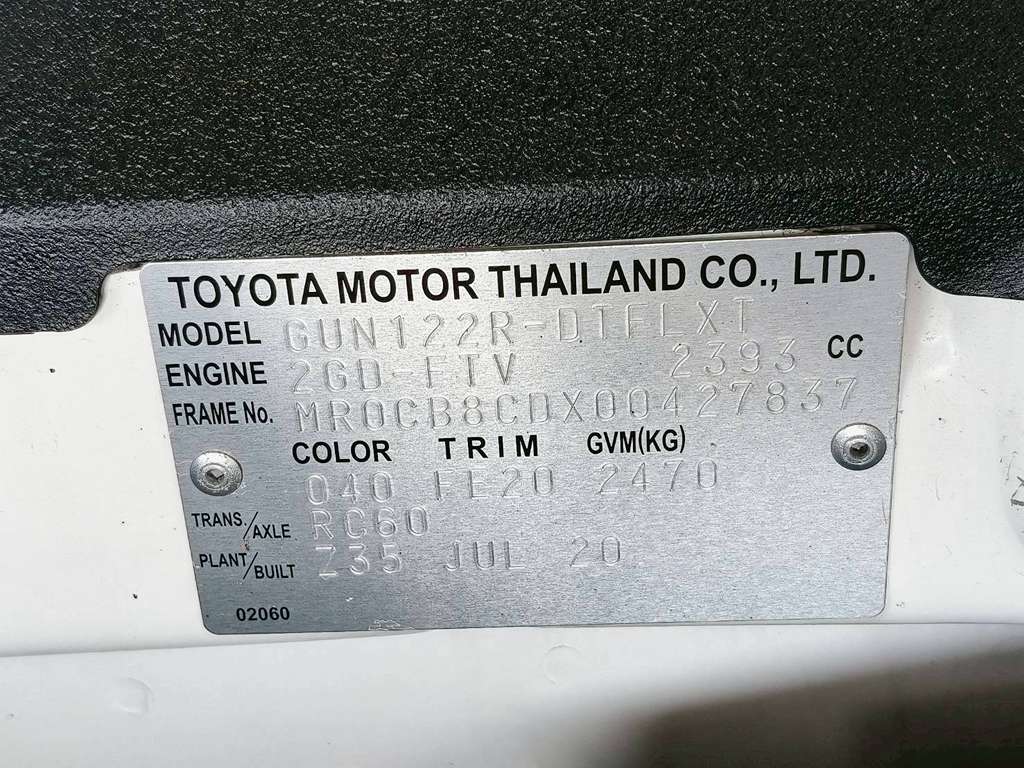 TOYOTA MOTOR THAILAND CO., LTD.
MODEL GUN122R-DTFLXT
ENGINE 2GD-FTV 2393 CC
FRAME No. MR0CB8CDX00427837
COLOR TRIM GVM(KG)
040 FE20 2470
TRANS./AXLE RC60
PLANT/BUILT Z35 JUL 20
02060